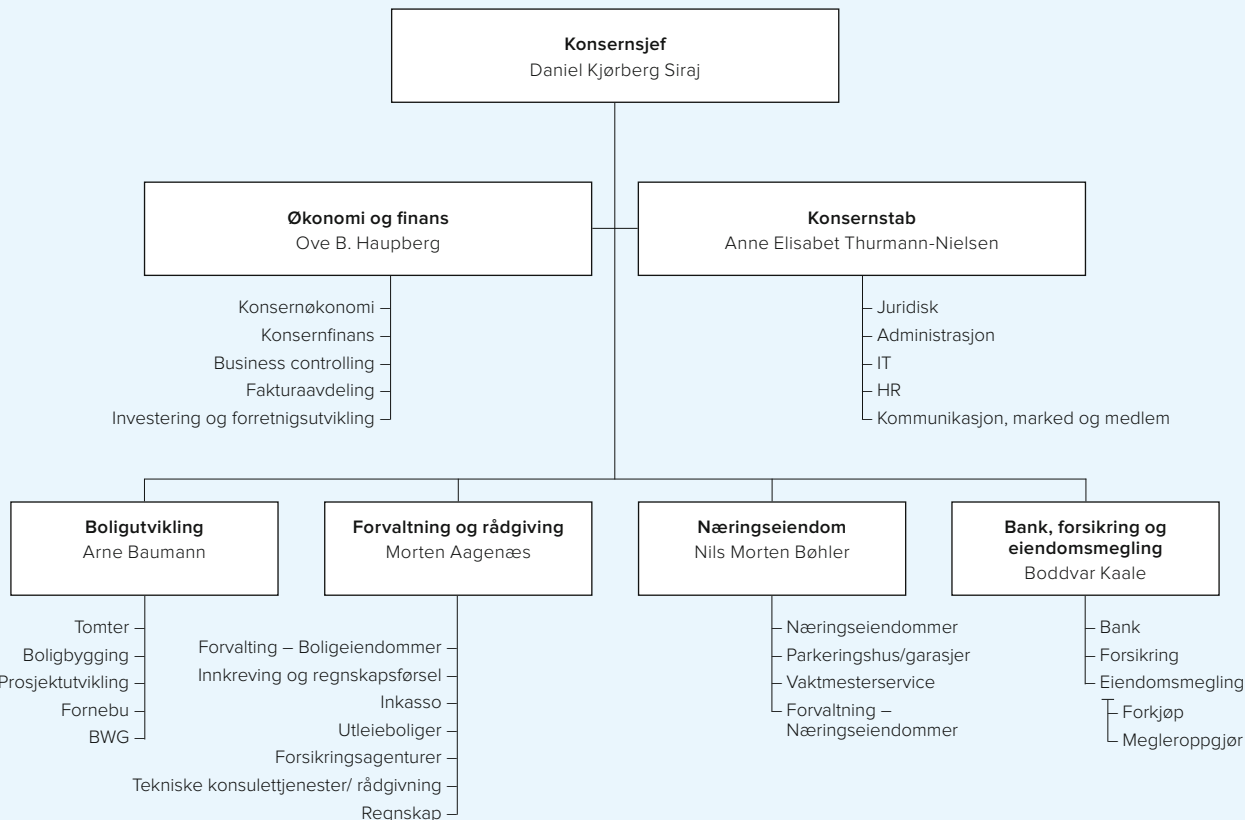 Konsernsjef
Daniel Kjørberg Siraj
Økonomi og finans
Ove B. Haupberg
Konsernøkonomi
Konsernfinans
Business controlling
Fakturaavdeling
Investering og forretnigsutvikling
Konsernstab
Anne Elisabet Thurmann-Nielsen
Juridisk
Administrasjon
IT
HR
Kommunikasjon, marked og medlem
Boligutvikling
Arne Baumann
Tomter
Boligbygging
Prosjektutvikling
Fornebu
BWG
Forvaltning og rådgiving
Morten Aagenæs
Forvalting – Boligeiendommer
Innkreving og regnskapsførsel
Inkasso
Utleieboliger
Forsikringsagenturer
Tekniske konsulettjenester/ rådgivning
Regnskap
Næringseiendom
Nils Morten Bøhler
Næringseiendommer
Parkeringshus/garasjer
Vaktmesterservice
Forvaltning –
Næringseiendommer
Bank, forsikring og
eiendomsmegling
Boddvar Kaale
Bank
Forsikring
Eiendomsmegling
Forkjøp
Megleroppgjør